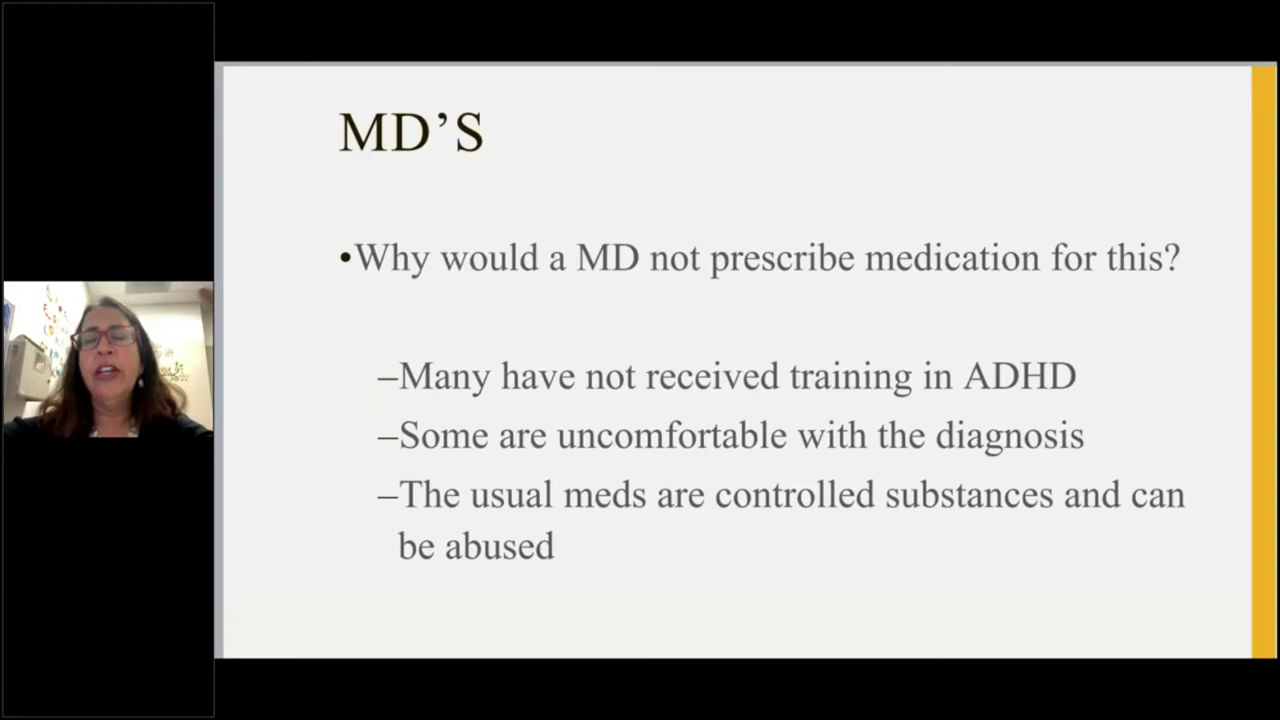 MD’S
•Why would a MD not prescribe medication for this?
–Many have not received training in ADHD
–Some are uncomfortable with the diagnosis
–The usual meds are controlled substances and can
be abused